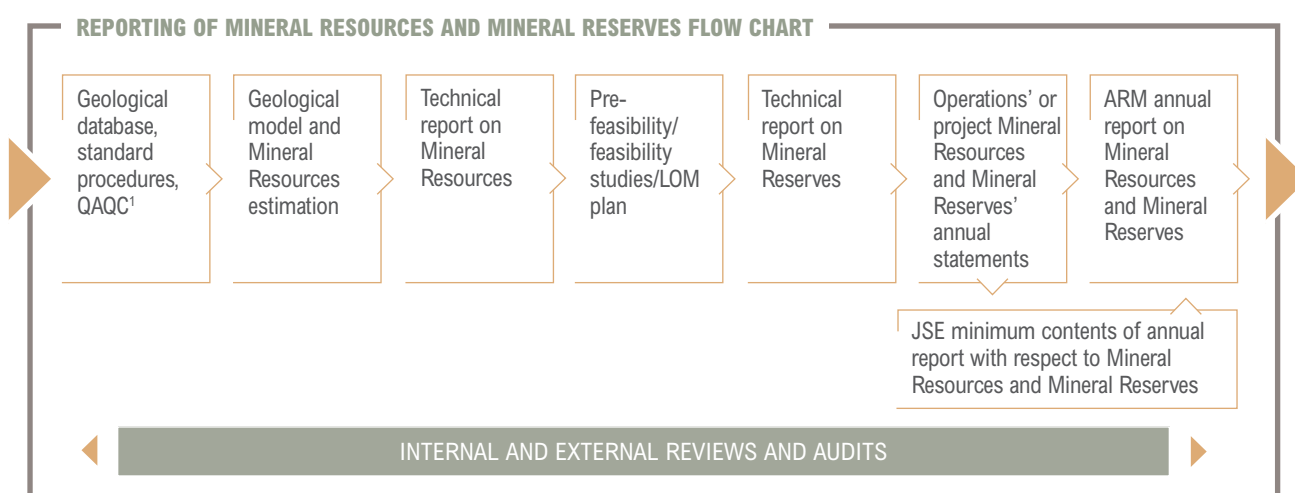 REPORTING OF MINERAL RESOURCES AND MINERAL RESERVES FLOW CHART
Geological
database,
standard
procedures,
QAQC¹
Geological
model and
Mineral
Resources
estimation
Technical
report on
Mineral
Resources
Pre-
feasibility/
feasibility
studies/LOM
plan
Technical
report on
Mineral
Reserves
Operations’ or
project Mineral
Resources
and Mineral
Reserves’
annual
statements
ARM annual
report on
Mineral
Resources
and Mineral
Reserves
JSE minimum contents of annual
report with respect to Mineral
Resources and Mineral Reserves
INTERNAL AND EXTERNAL REVIEWS AND AUDITS